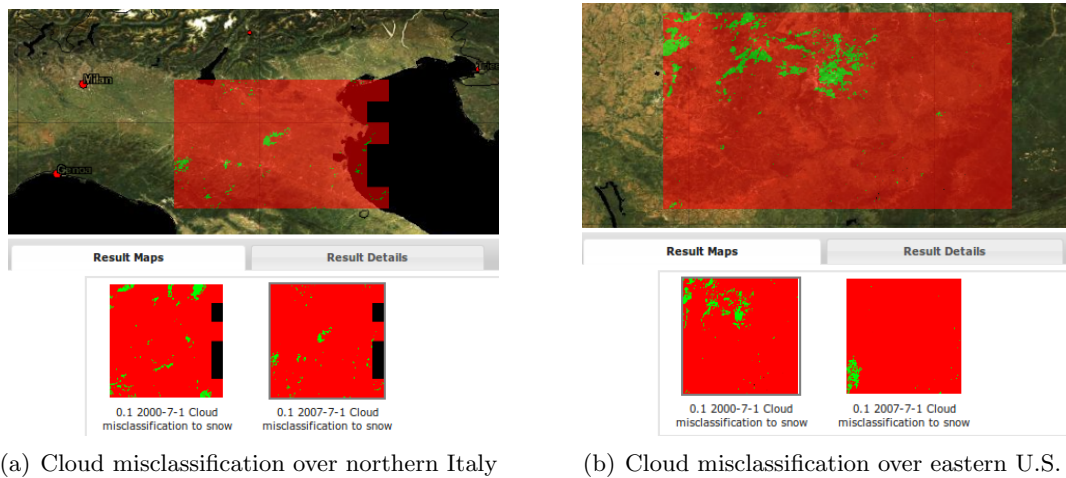 Milan
Genoa
Result Maps
Result Details
0.1 2000-7-1 Cloud
misclassification to snow
0.1 2007-7-1 Cloud
misclassification to snow
(a) Cloud misclassification over northern Italy
Result Maps
Result Details
0.1 2000-7-1 Cloud
misclassification to snow
0.1 2007-7-1 Cloud
misclassification to snow
(b) Cloud misclassification over eastern U.S.